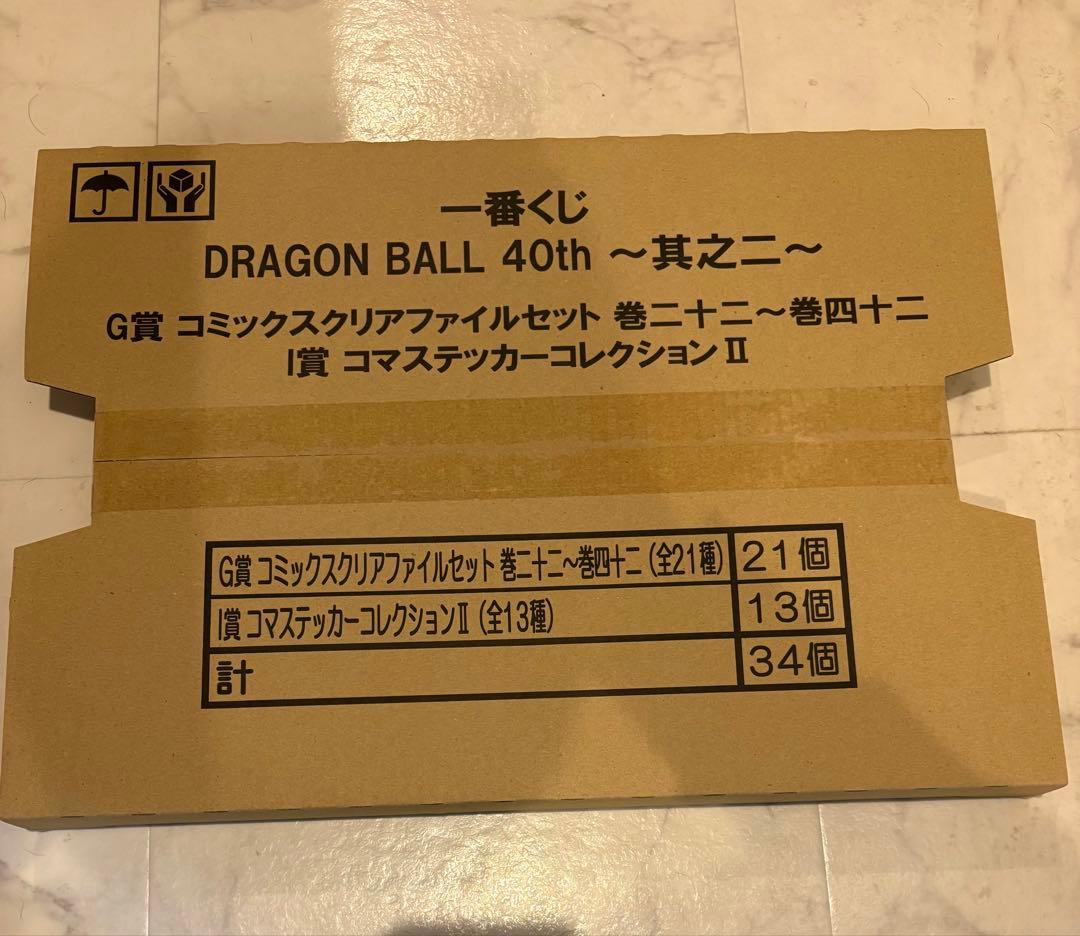 一番くじ
DRAGON BALL 40th ～其之二～
G賞 コミックスクリアファイルセット 巻二十二～巻四十二
I賞 コマステッカーコレクションⅡ
G賞 コミックスクリアファイルセット 巻二十二～巻四十二（全21種） 21個
I賞 コマステッカーコレクションⅡ（全13種） 13個
計 34個